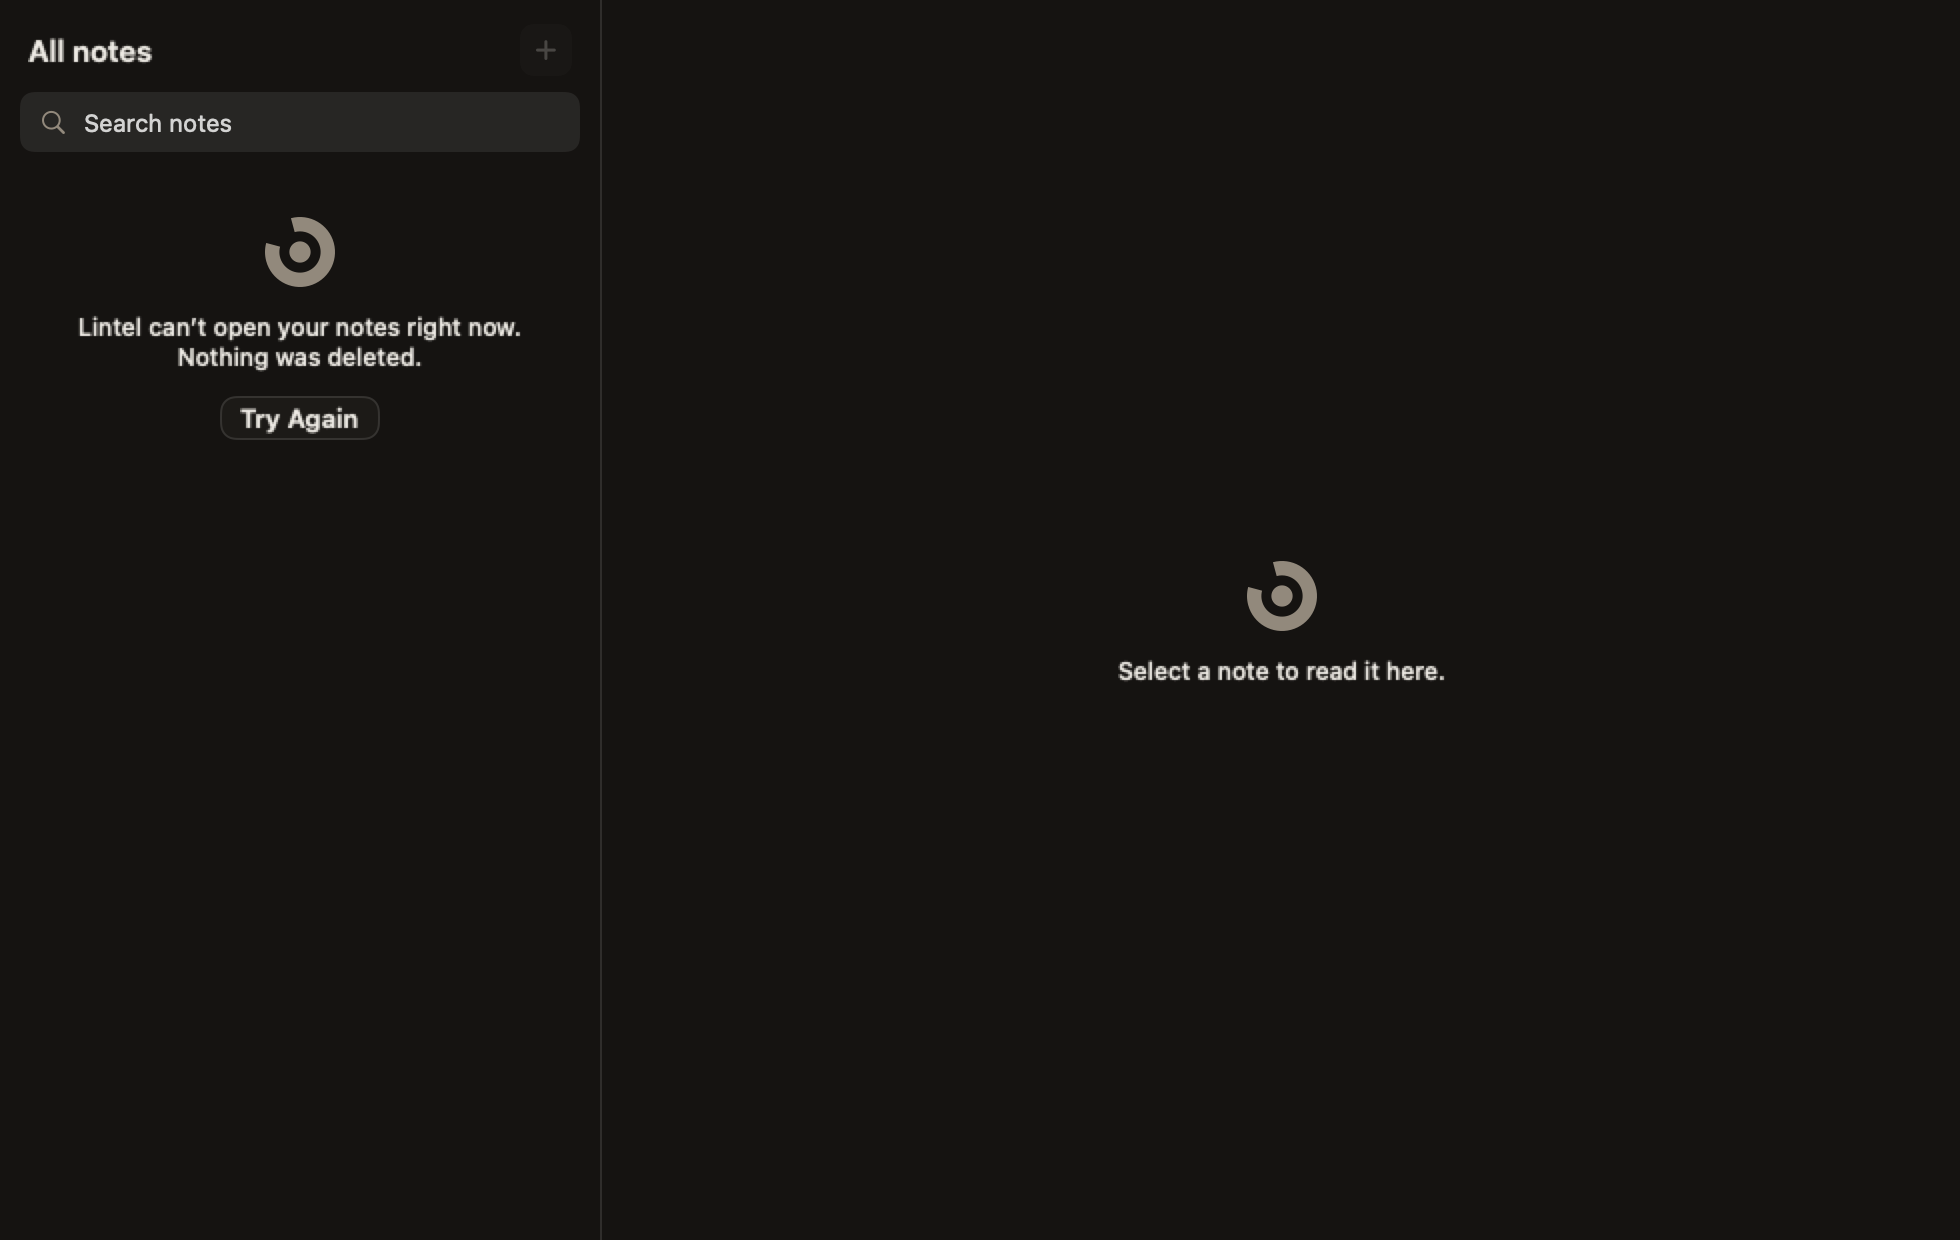 All notes
Search notes
Lintel can’t open your notes right now.
Nothing was deleted.
Try Again
Select a note to read it here.